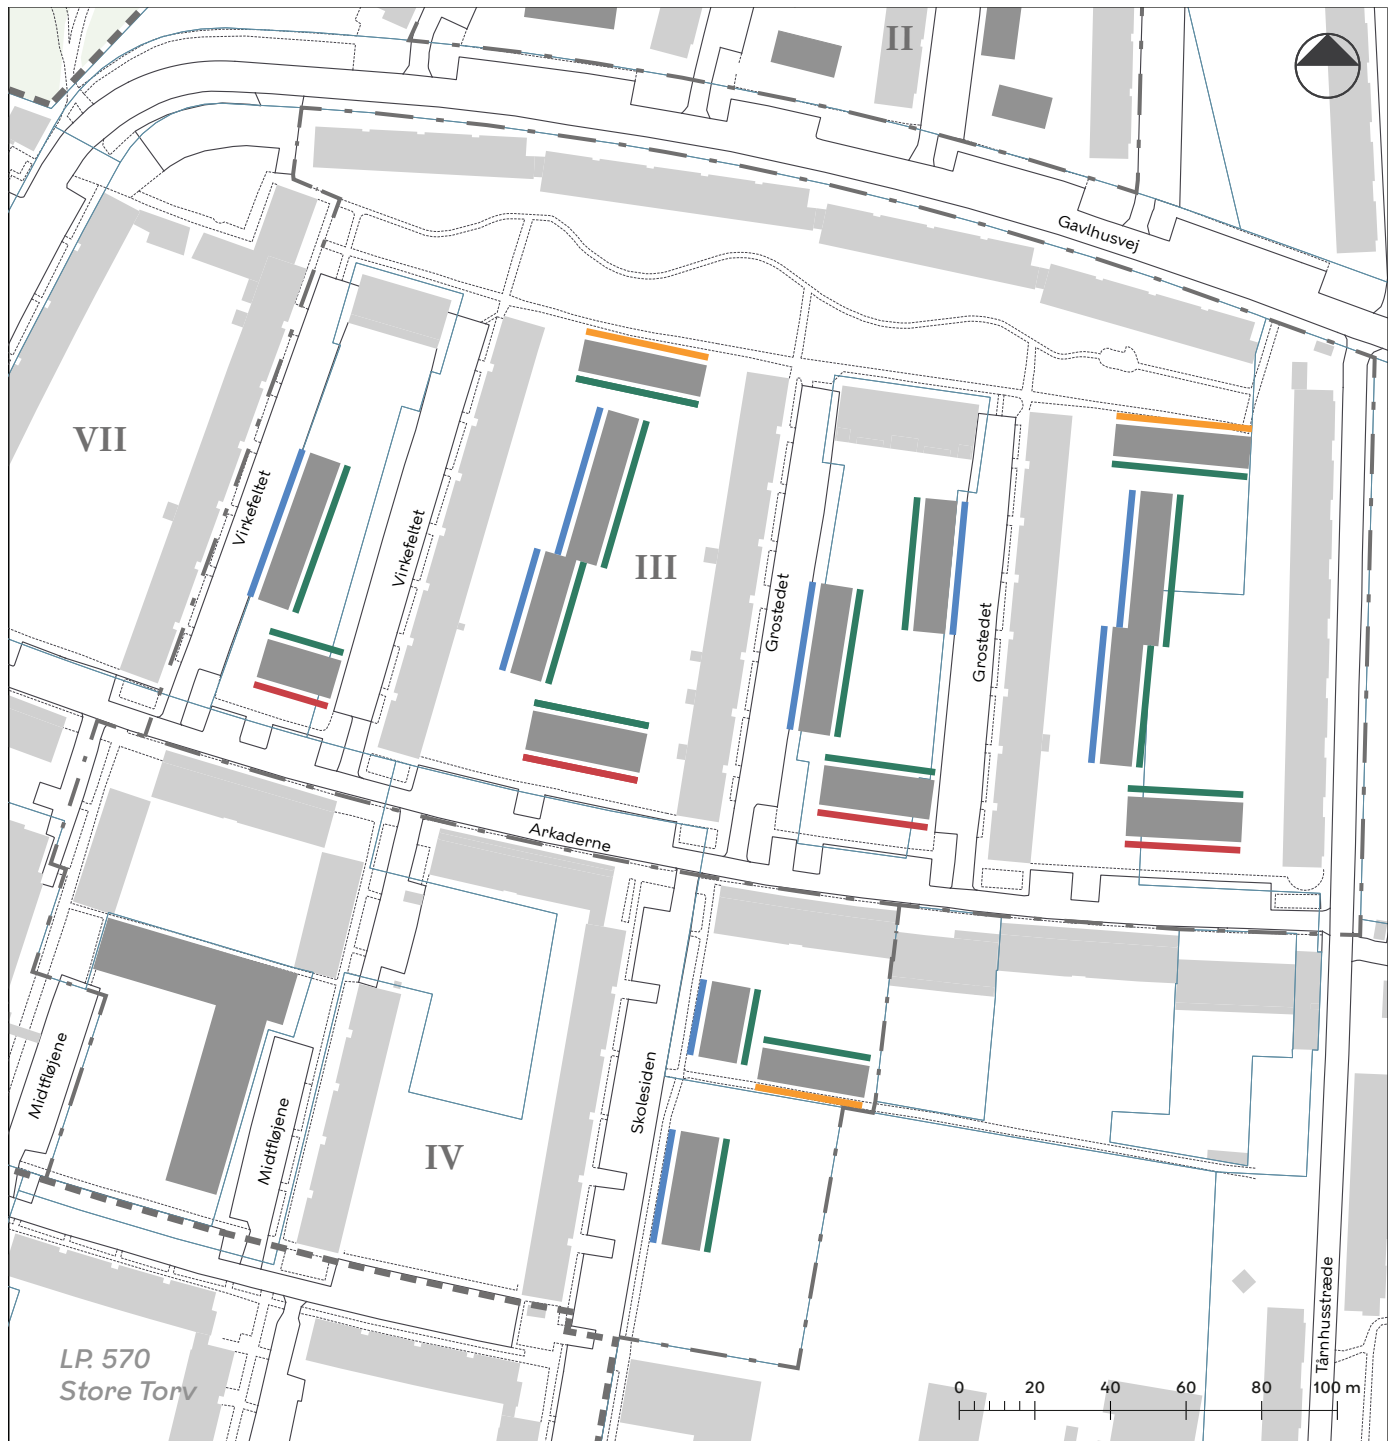 II
Gavlhusvej
VII
Virkefeltet
Virkefeltet
III
Grostedet
Grostedet
Arkaderne
Midtfløjene
Midtfløjene
Skolesiden
IV
Tårnhusstræde
LP. 570
Store Torv
0 20 40 60 80 100 m